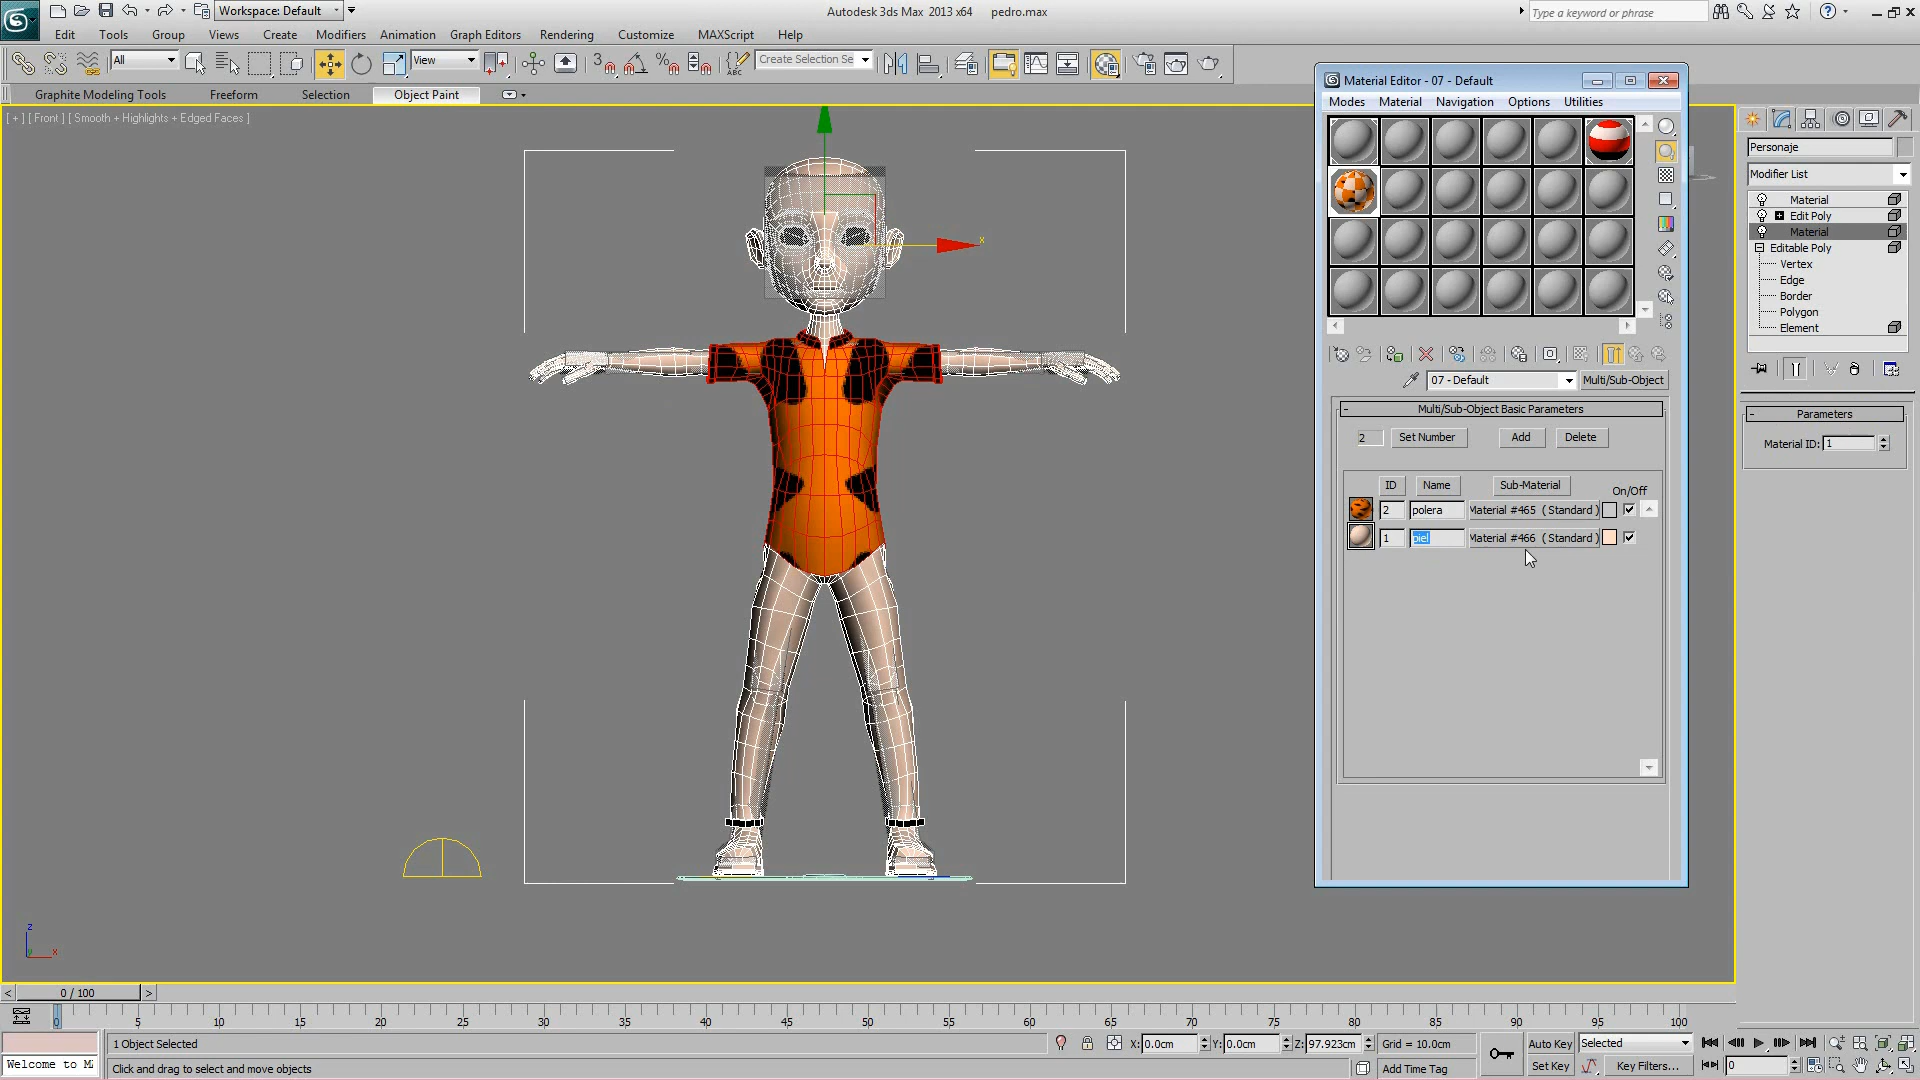 Workspace: Default
Autodesk 3ds Max  2013 x64    pedro.max
Type a keyword or phrase
Edit Tools Group Views Create Modifiers Animation Graph Editors Rendering Customize MAXScript Help
All
View
3
Create Selection Se
Graphite Modeling Tools Freeform Selection Object Paint
[ + ] [ Front ] [ Smooth + Highlights + Edged Faces ]
x
z
x
Material Editor - 07 - Default
Modes Material Navigation Options Utilities
07 - Default
Multi/Sub-Object
- Multi/Sub-Object Basic Parameters
2 Set Number Add Delete
ID Name Sub-Material On/Off
2 polera Material #465 ( Standard )
1 piel Material #466 ( Standard )
Personaje
Modifier List
Material
Edit Poly
Material
Editable Poly
Vertex
Edge
Border
Polygon
Element
- Parameters
Material ID: 1
< 0 / 100 >
0 5 10 15 20 25 30 35 40 45 50 55 60 65 70 75 80 85 90 95 100
1 Object Selected
X: 0.0cm Y: 0.0cm Z: 97.923cm Grid = 10.0cm
Auto Key Selected
Welcome to M
Click and drag to select and move objects
Add Time Tag
Set Key Key Filters... 0